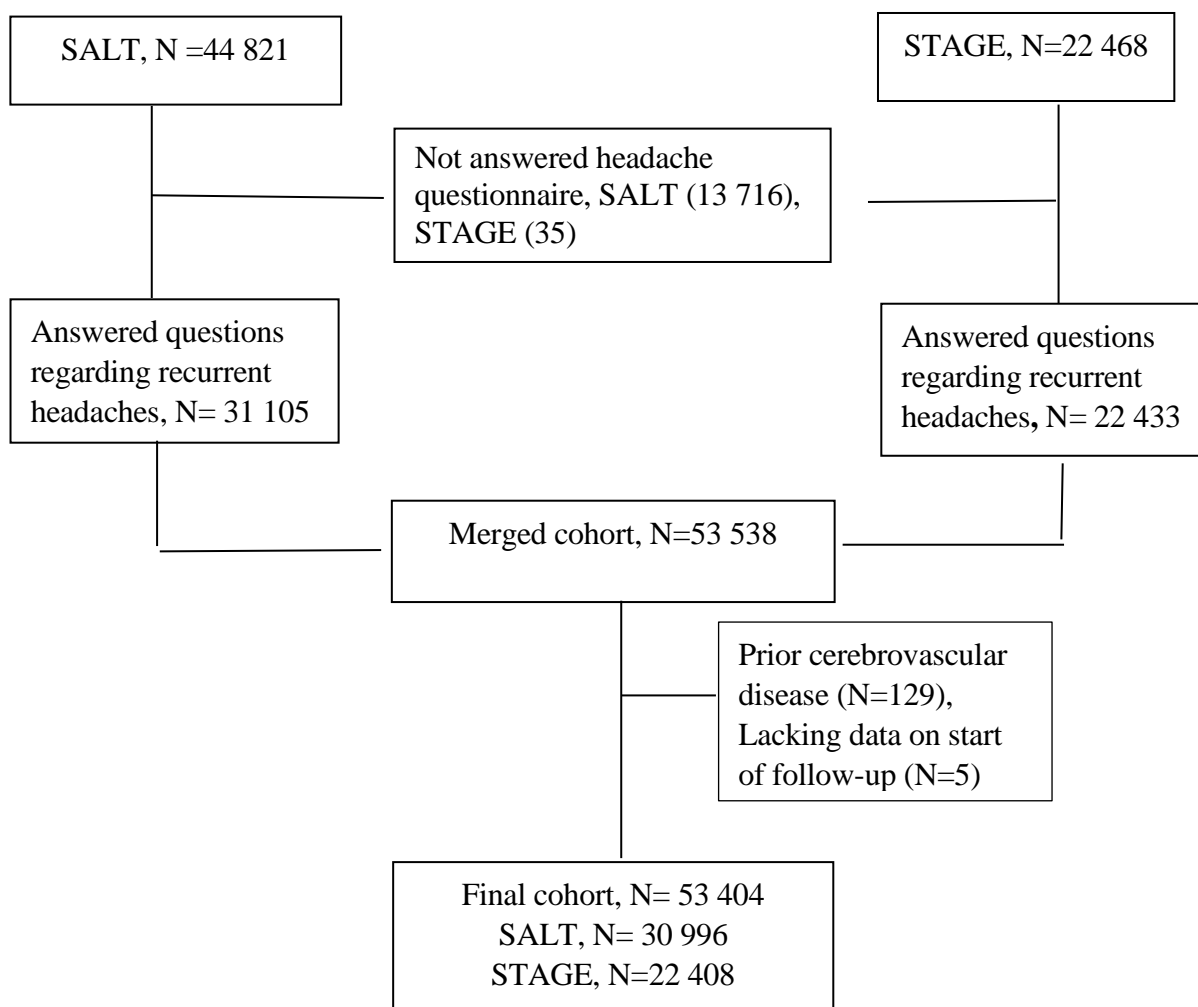 SALT, N =44 821
STAGE, N=22 468
Not answered headache
questionnaire, SALT (13 716),
STAGE (35)
Answered questions
regarding recurrent
headaches, N= 31 105
Answered questions
regarding recurrent
headaches, N= 22 433
Merged cohort, N=53 538
Prior cerebrovascular
disease (N=129),
Lacking data on start
of follow-up (N=5)
Final cohort, N= 53 404
SALT, N= 30 996
STAGE, N=22 408